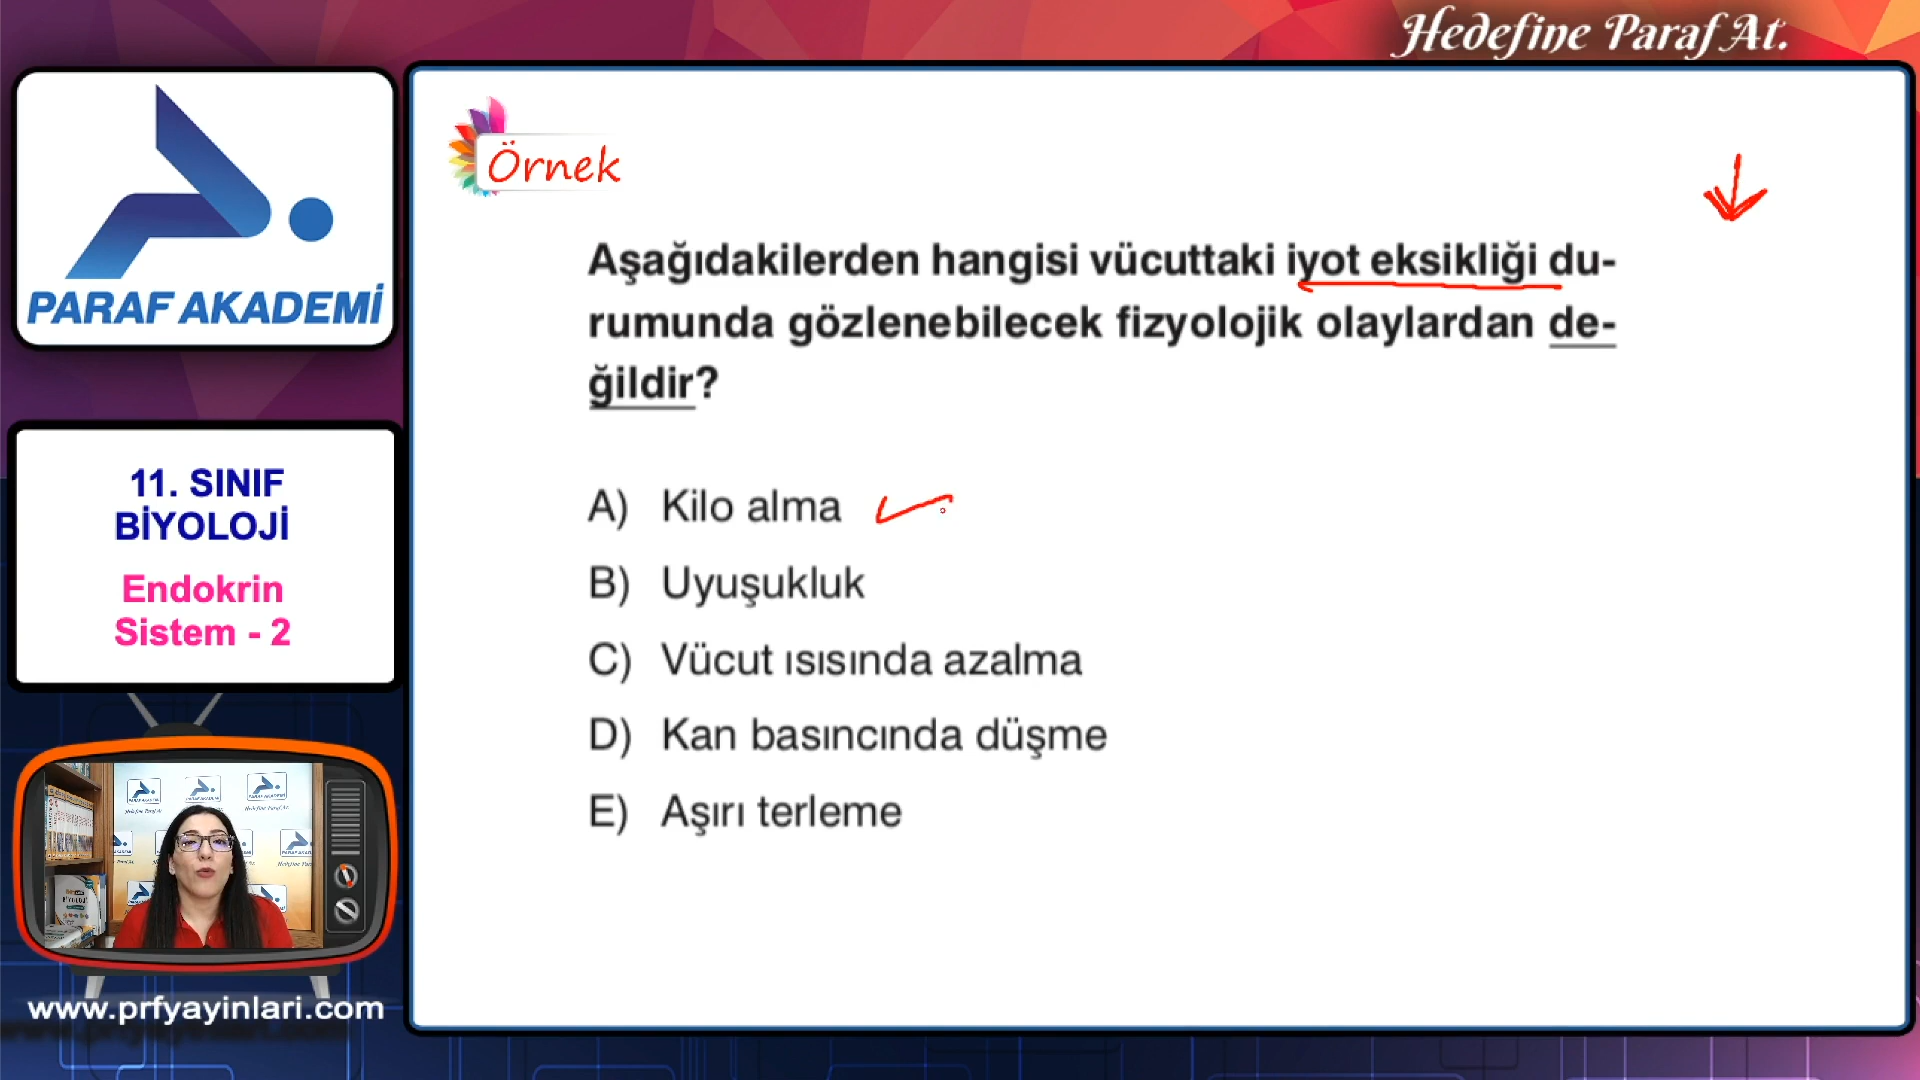 Hedefine Paraf At.
PARAF AKADEMİ
Örnek
Aşağıdakilerden hangisi vücuttaki iyot eksikliği du-
rumunda gözlenebilecek fizyolojik olaylardan de-
ğildir?
A) Kilo alma
B) Uyuşukluk
C) Vücut ısısında azalma
D) Kan basıncında düşme
E) Aşırı terleme
11. SINIF
BİYOLOJİ
Endokrin
Sistem - 2
www.prfyayinlari.com